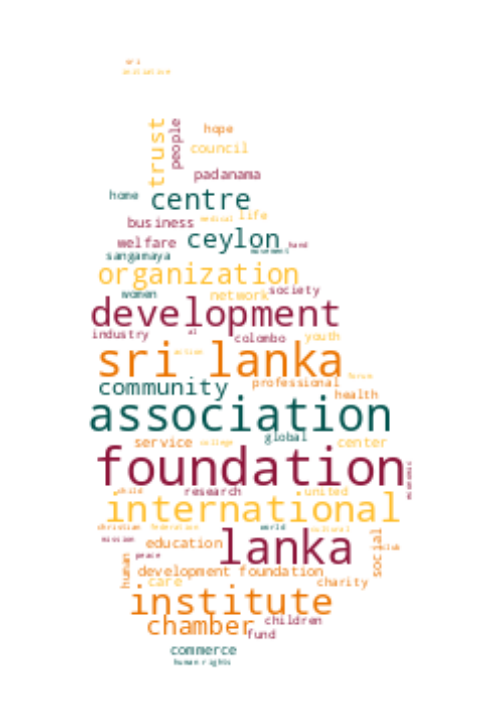 sri
initiative
trust
people
hope
council
padanama
home
centre
life
medical
business
ceylon
welfare
hand
movement
sangamaya
organization
society
women
network
development
industry
al
colombo
youth
sri lanka
action
forum
community
professional
health
association
global
service
college
center
foundation
child
research
united
international
christian
federation
world
cultural
lanka
social
mission
education
club
peace
human
development foundation
care
charity
institute
chamber
children
fund
commerce
human rights